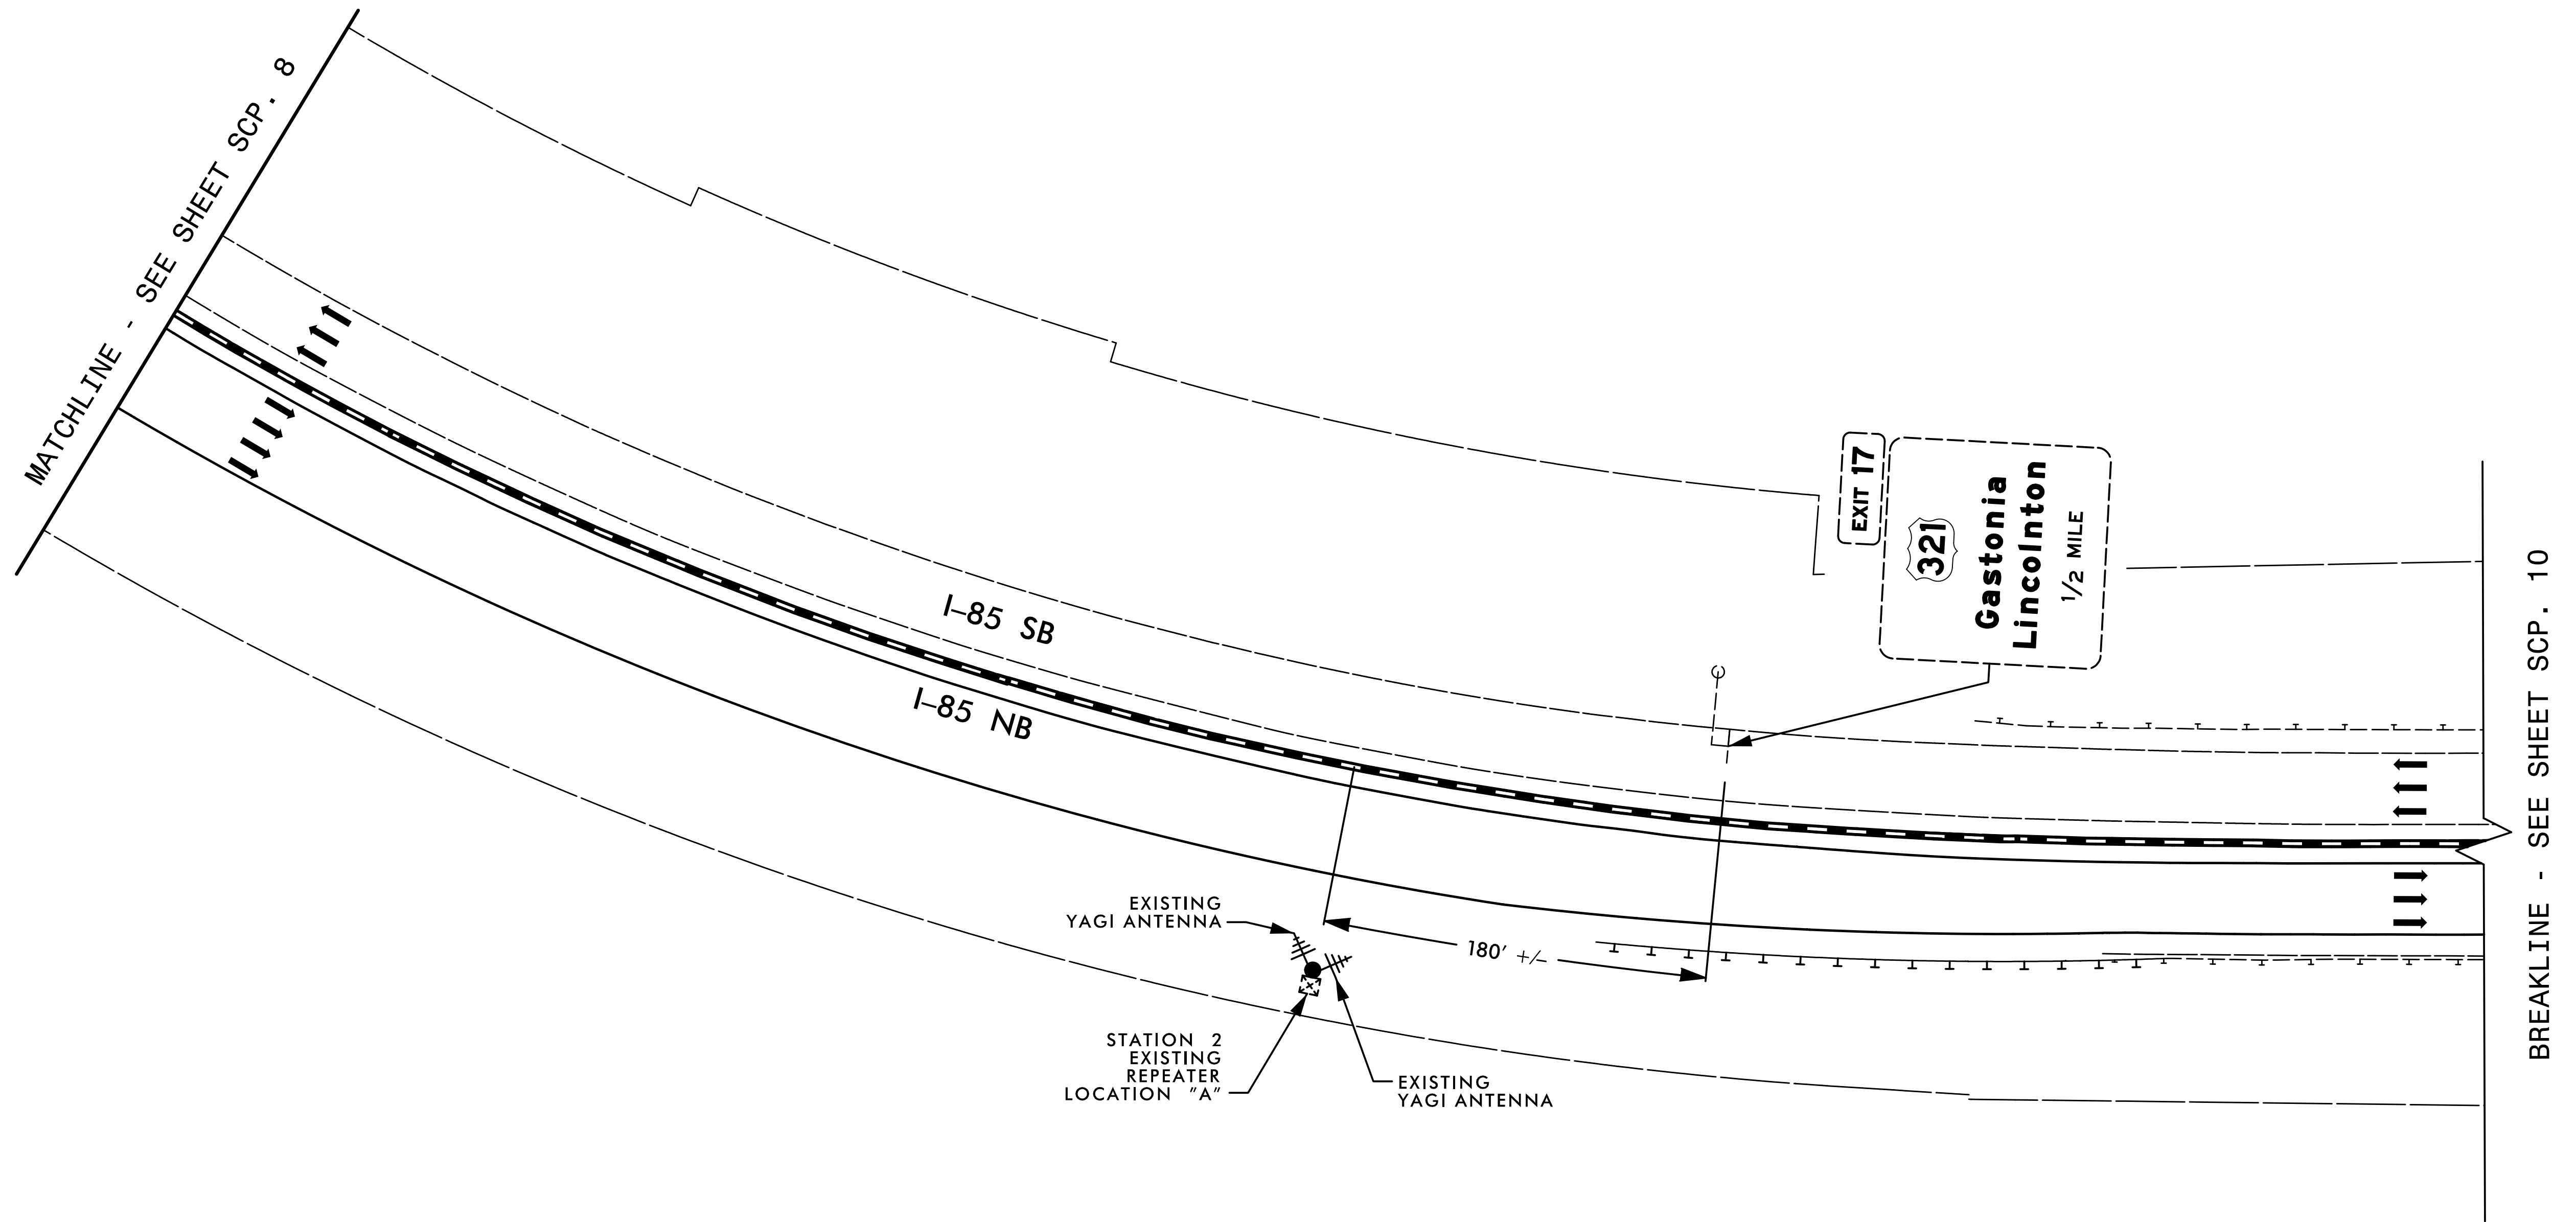 MATCHLINE - SEE SHEET SCP. 8
I-85 SB
I-85 NB
EXIT 17
321
Gastonia
Lincolnton
1/2 MILE
EXISTING
YAGI ANTENNA
180' +/-
STATION 2
EXISTING
REPEATER
LOCATION "A"
EXISTING
YAGI ANTENNA
BREAKLINE - SEE SHEET SCP. 10